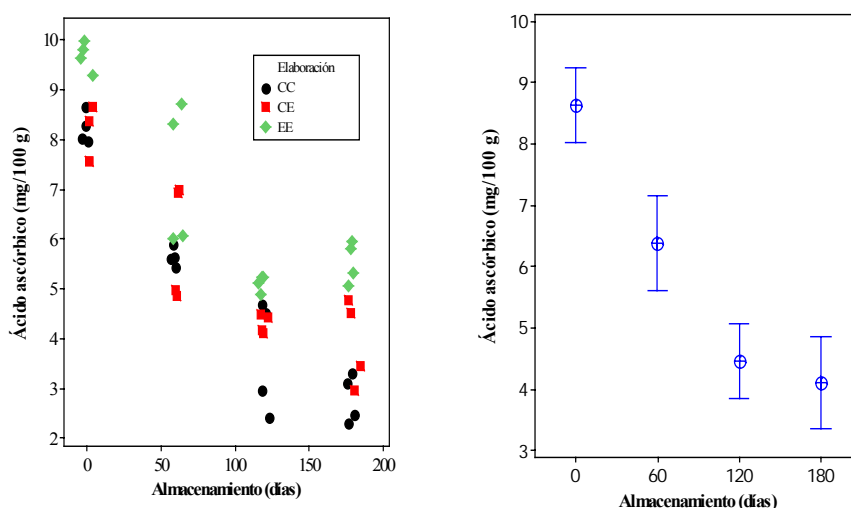 Ácido ascórbico (mg/100 g)
10
9
8
7
6
5
4
3
2
Elaboración
CC
CE
EE
0 50 100 150 200
Almacenamiento (días)
Ácido ascórbico (mg/100 g)
10
9
8
7
6
5
4
3
0 60 120 180
Almacenamiento (días)